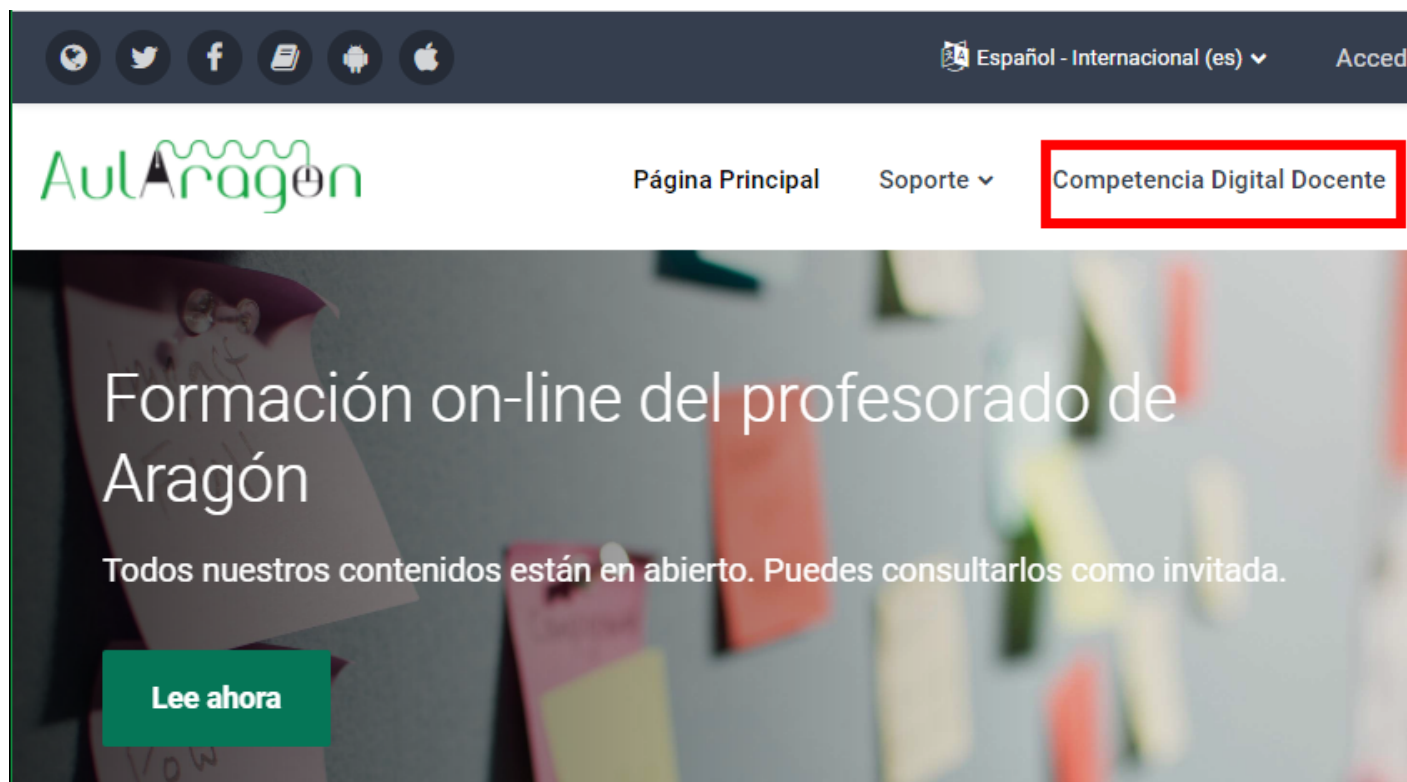 Español - Internacional (es)
Acced
AulAragón
Página Principal
Soporte
Competencia Digital Docente
Formación on-line del profesorado de
Aragón
Todos nuestros contenidos están en abierto. Puedes consultarlos como invitada.
Lee ahora